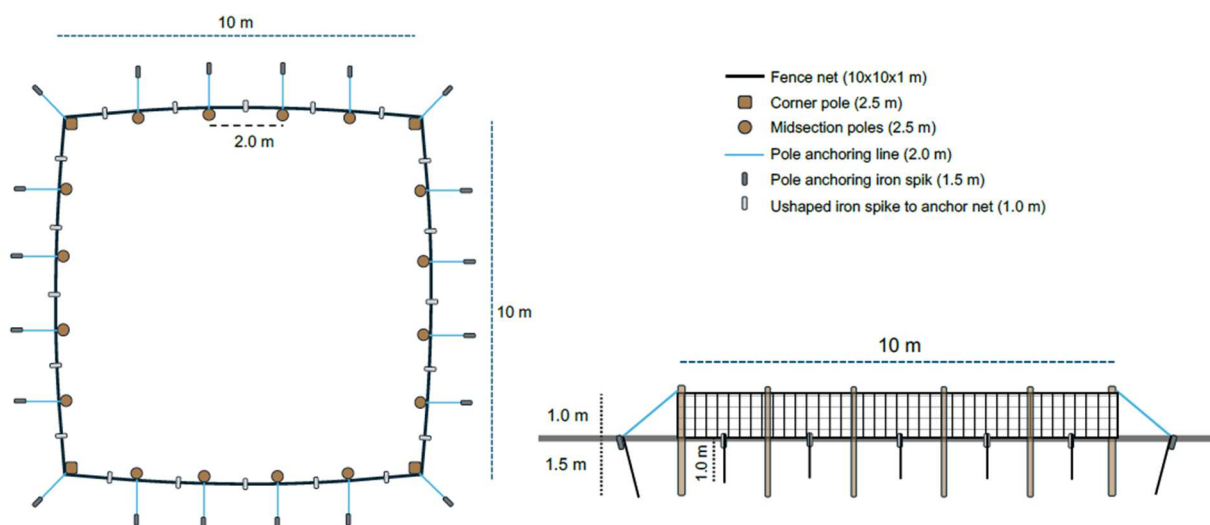 10 m
2.0 m
10 m
Fence net (10x10x1 m)
Corner pole (2.5 m)
Midsection poles (2.5 m)
Pole anchoring line (2.0 m)
Pole anchoring iron spik (1.5 m)
Ushaped iron spike to anchor net (1.0 m)
10 m
1.0 m
1.5 m
1.0 m